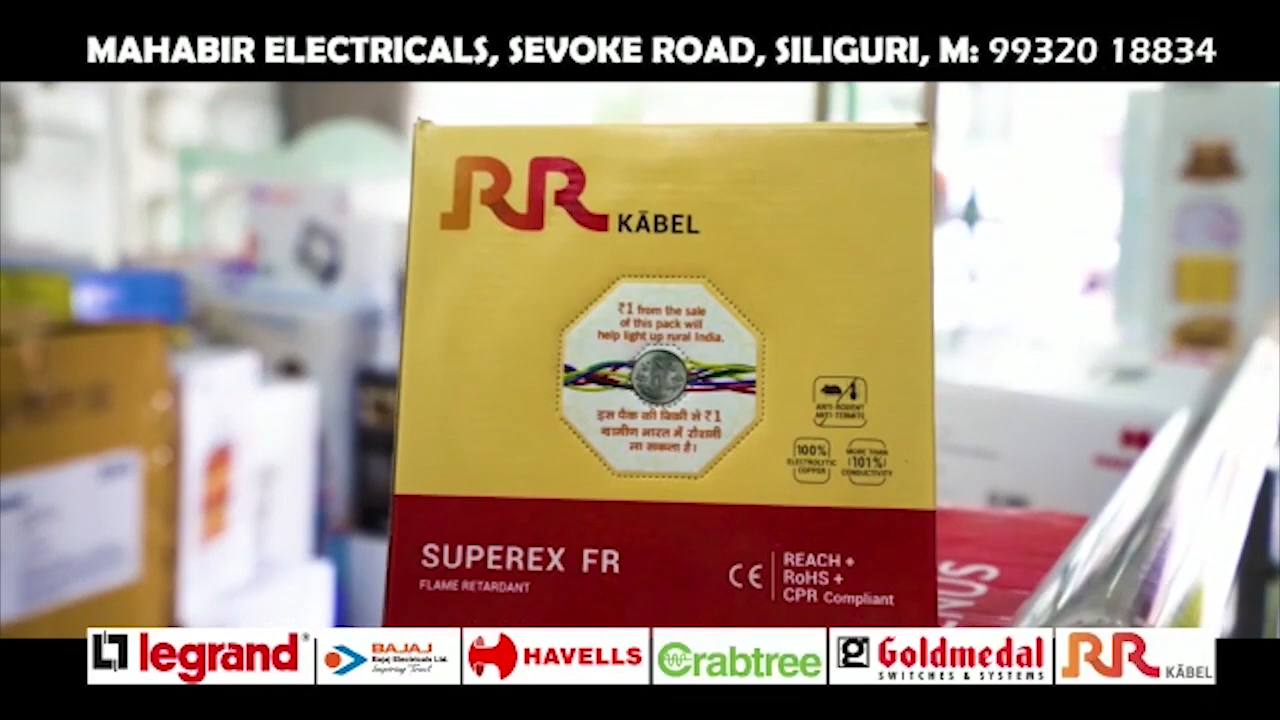 MAHABIR ELECTRICALS, SEVOKE ROAD, SILIGURI, M: 99320 18834
RR KĀBEL
₹1 from the sale
of this pack will
help light up rural India.
इस पैक की बिक्री से ₹1
ग्रामीण भारत में रोशनी
ला सकता है।
ANTI-RODENT
ANTI-TERMITE
100%
ELECTROLYTIC
COPPER
MORE THAN
101%
CONDUCTIVITY
SUPEREX FR
FLAME RETARDANT
CE
REACH +
RoHS +
CPR Compliant
legrand®
BAJAJ
Bajaj Electricals Ltd.
Inspiring Trust
HAVELLS
Crabtree
Goldmedal
SWITCHES & SYSTEMS
RR KĀBEL